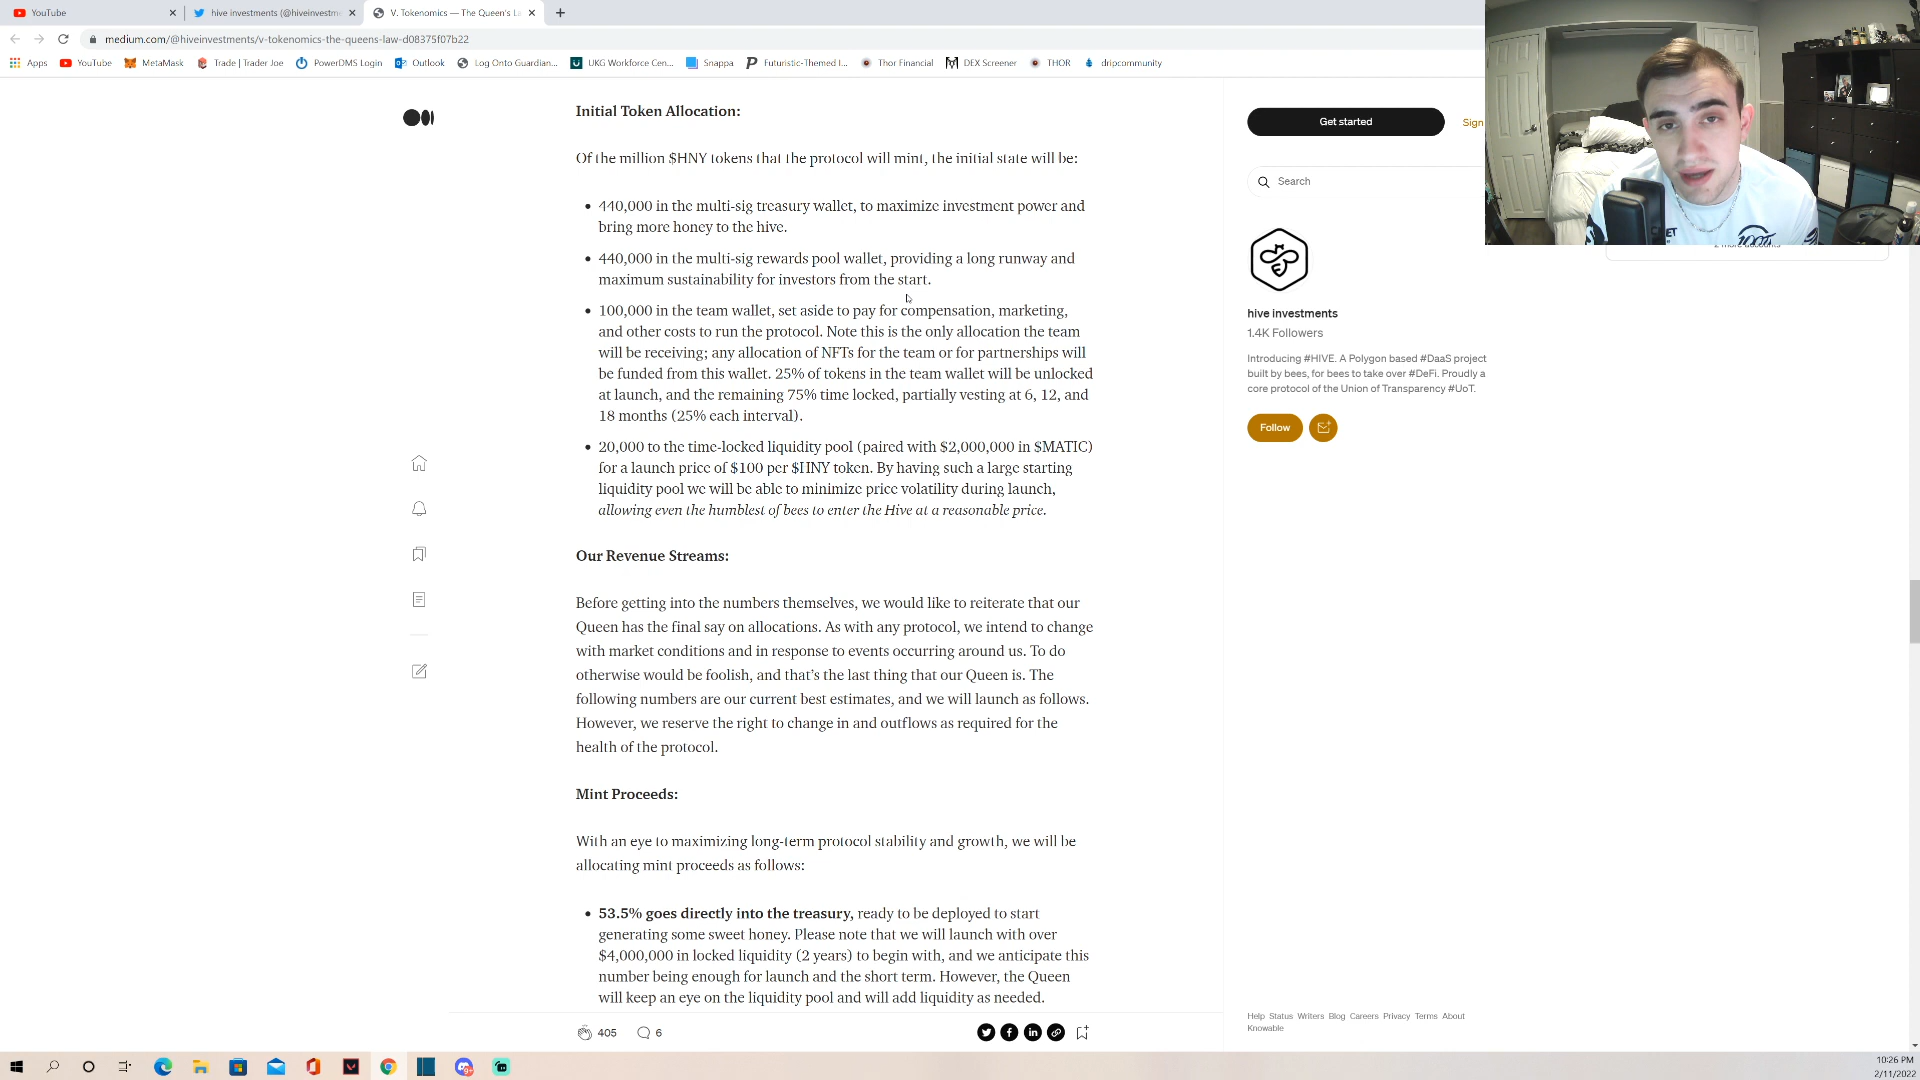 YouTube
hive investments (@hiveinvestm
V. Tokenomics — The Queen's L
medium.com/@hiveinvestments/v-tokenomics-the-queens-law-d08375f07b22
Apps
YouTube
MetaMask
Trade | Trader Joe
PowerDMS Login
Outlook
Log Onto Guardian...
UKG Workforce Cen...
Snappa
Futuristic-Themed I...
Thor Financial
DEX Screener
THOR
dripcommunity
Initial Token Allocation:
Of the million $HNY tokens that the protocol will mint, the initial state will be:
• 440,000 in the multi-sig treasury wallet, to maximize investment power and
bring more honey to the hive.
• 440,000 in the multi-sig rewards pool wallet, providing a long runway and
maximum sustainability for investors from the start.
• 100,000 in the team wallet, set aside to pay for compensation, marketing,
and other costs to run the protocol. Note this is the only allocation the team
will be receiving; any allocation of NFTs for the team or for partnerships will
be funded from this wallet. 25% of tokens in the team wallet will be unlocked
at launch, and the remaining 75% time locked, partially vesting at 6, 12, and
18 months (25% each interval).
• 20,000 to the time-locked liquidity pool (paired with $2,000,000 in $MATIC)
for a launch price of $100 per $HNY token. By having such a large starting
liquidity pool we will be able to minimize price volatility during launch,
allowing even the humblest of bees to enter the Hive at a reasonable price.
Our Revenue Streams:
Before getting into the numbers themselves, we would like to reiterate that our
Queen has the final say on allocations. As with any protocol, we intend to change
with market conditions and in response to events occurring around us. To do
otherwise would be foolish, and that's the last thing that our Queen is. The
following numbers are our current best estimates, and we will launch as follows.
However, we reserve the right to change in and outflows as required for the
health of the protocol.
Mint Proceeds:
With an eye to maximizing long-term protocol stability and growth, we will be
allocating mint proceeds as follows:
• 53.5% goes directly into the treasury, ready to be deployed to start
generating some sweet honey. Please note that we will launch with over
$4,000,000 in locked liquidity (2 years) to begin with, and we anticipate this
number being enough for launch and the short term. However, the Queen
will keep an eye on the liquidity pool and will add liquidity as needed.
405
6
Get started
Sign
Search
hive investments
1.4K Followers
Introducing #HIVE. A Polygon based #DaaS project
built by bees, for bees to take over #DeFi. Proudly a
core protocol of the Union of Transparency #UoT.
Follow
Help Status Writers Blog Careers Privacy Terms About
Knowable
10:26 PM
2/11/2022